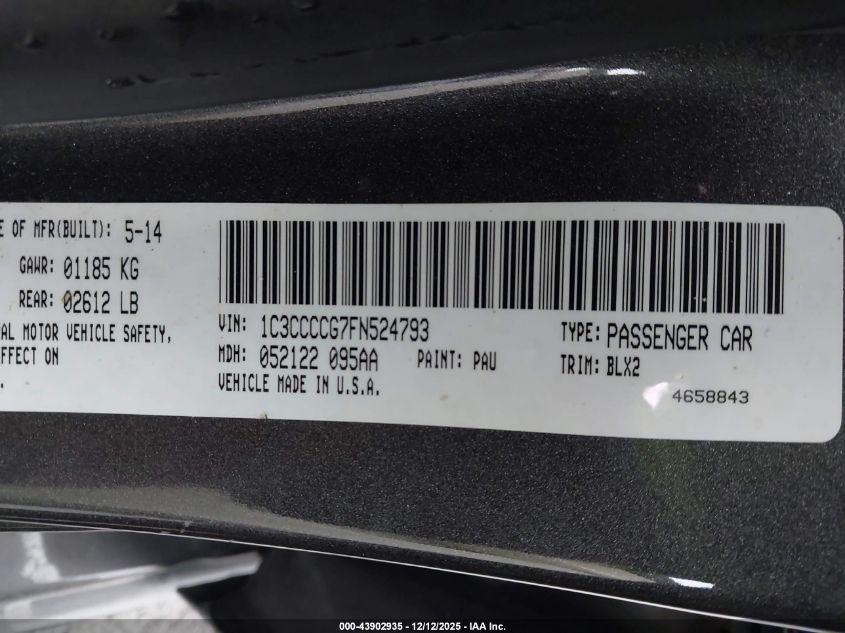 E OF MFR(BUILT): 5-14
GAWR: 01185 KG
REAR: 02612 LB
AL MOTOR VEHICLE SAFETY,
EFFECT ON
.
VIN: 1C3CCCCG7FN524793
MDH: 052122 095AA PAINT: PAU
VEHICLE MADE IN U.S.A.
TYPE: PASSENGER CAR
TRIM: BLX2
4658843
000-43902935 - 12/12/2025 - IAA Inc.